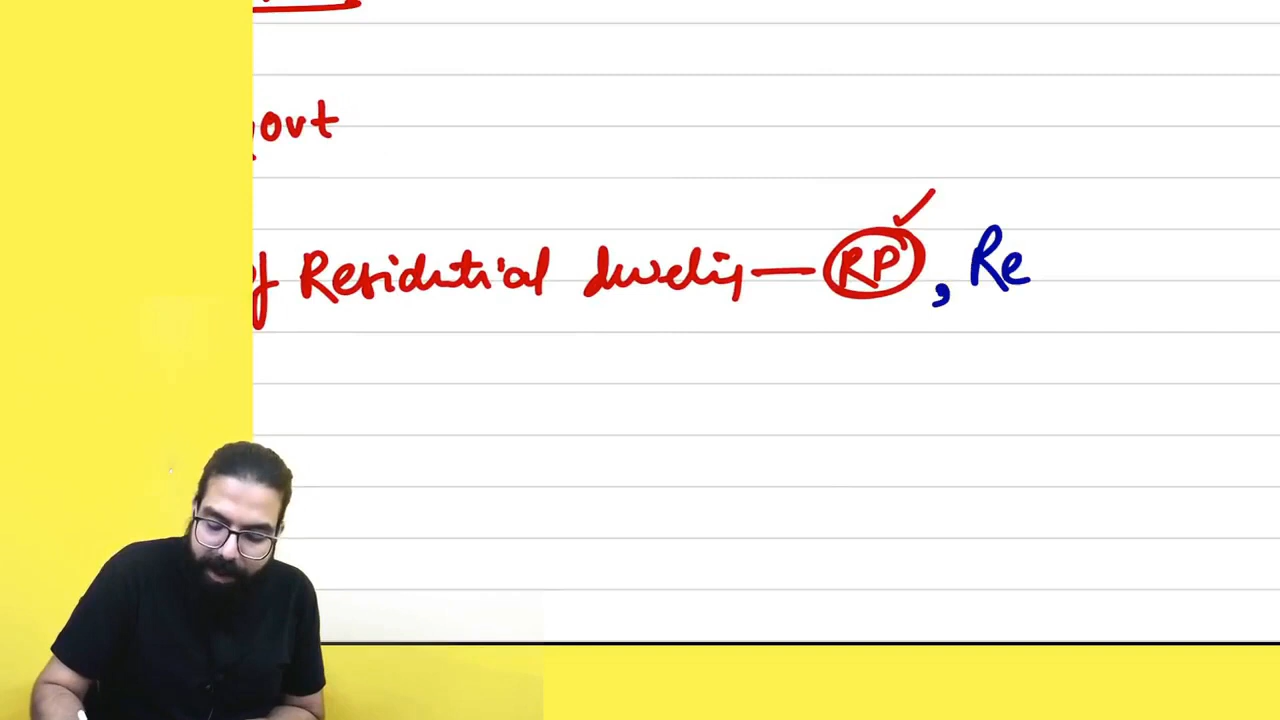 ovt
f Residential dwelling — RP , Re